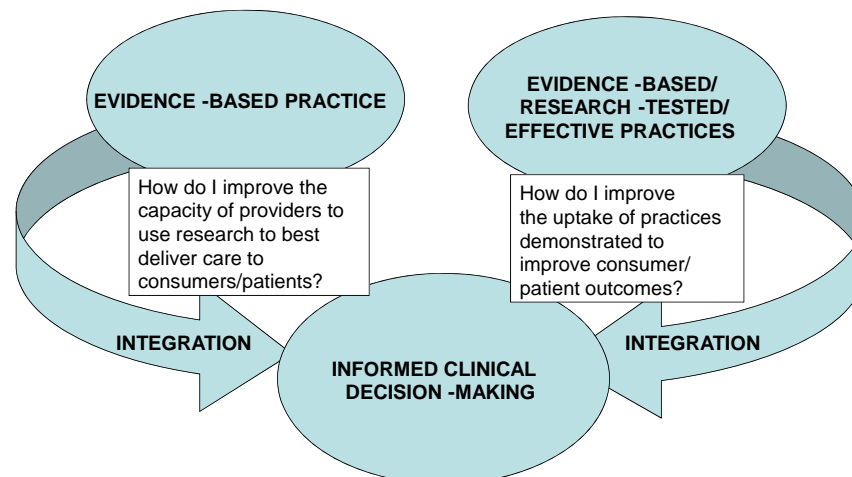 EVIDENCE -BASED PRACTICE
EVIDENCE -BASED/
RESEARCH -TESTED/
EFFECTIVE PRACTICES
How do I improve the
capacity of providers to
use research to best
deliver care to
consumers/patients?
How do I improve
the uptake of practices
demonstrated to
improve consumer/
patient outcomes?
INTEGRATION
INTEGRATION
INFORMED CLINICAL
DECISION -MAKING